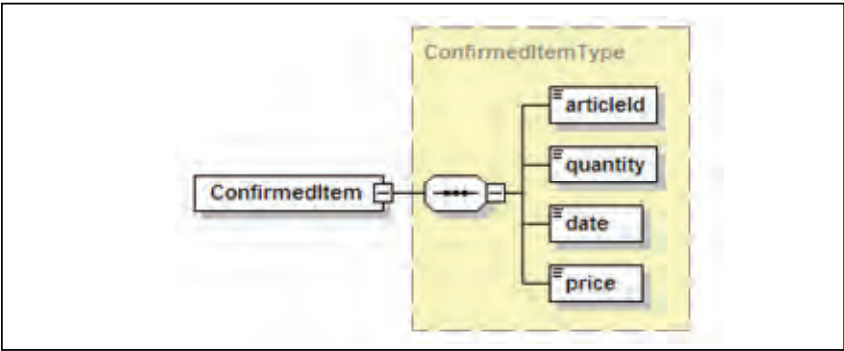 ConfirmedItemType
articleId
quantity
ConfirmedItem
date
price